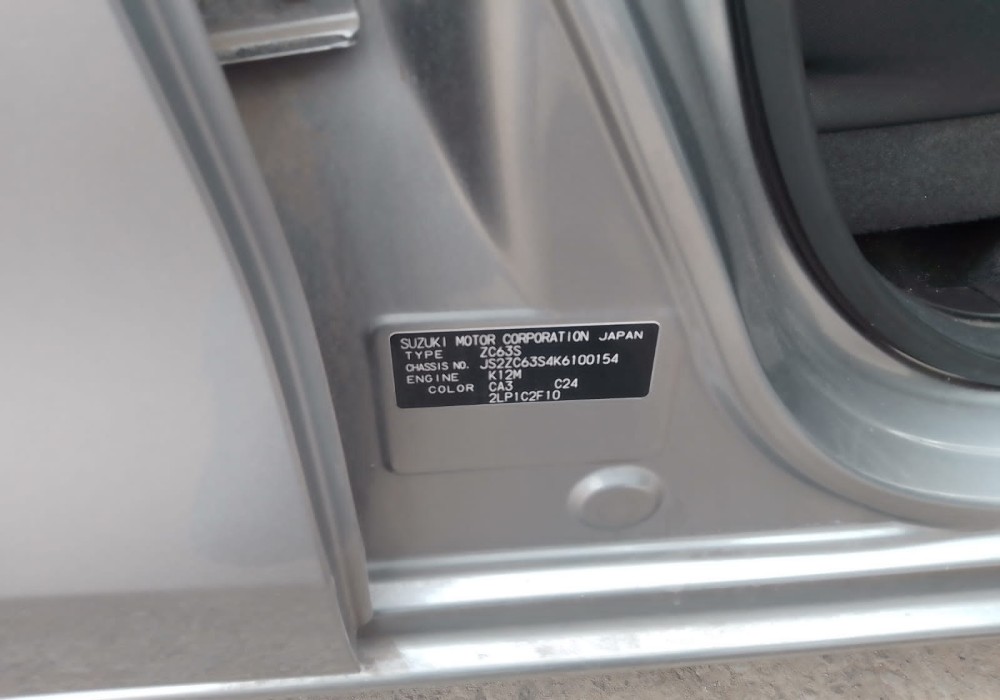 SUZUKI MOTOR CORPORATION JAPAN
TYPE ZC63S
CHASSIS NO. JS2ZC63S4K6100154
ENGINE K12M
COLOR CA3 C24
2LP1C2F10